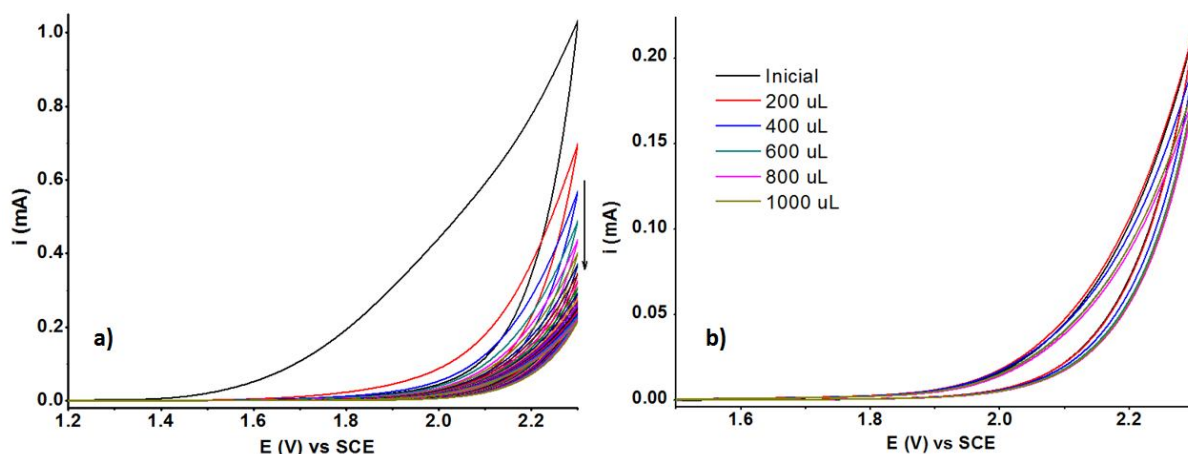 1.0
0.8
0.6
0.4
0.2
0.0
i (mA)
a)
1.2 1.4 1.6 1.8 2.0 2.2
E (V) vs SCE
0.20
0.15
0.10
0.05
0.00
i (mA)
Inicial
200 uL
400 uL
600 uL
800 uL
1000 uL
b)
1.6 1.8 2.0 2.2
E (V) vs SCE